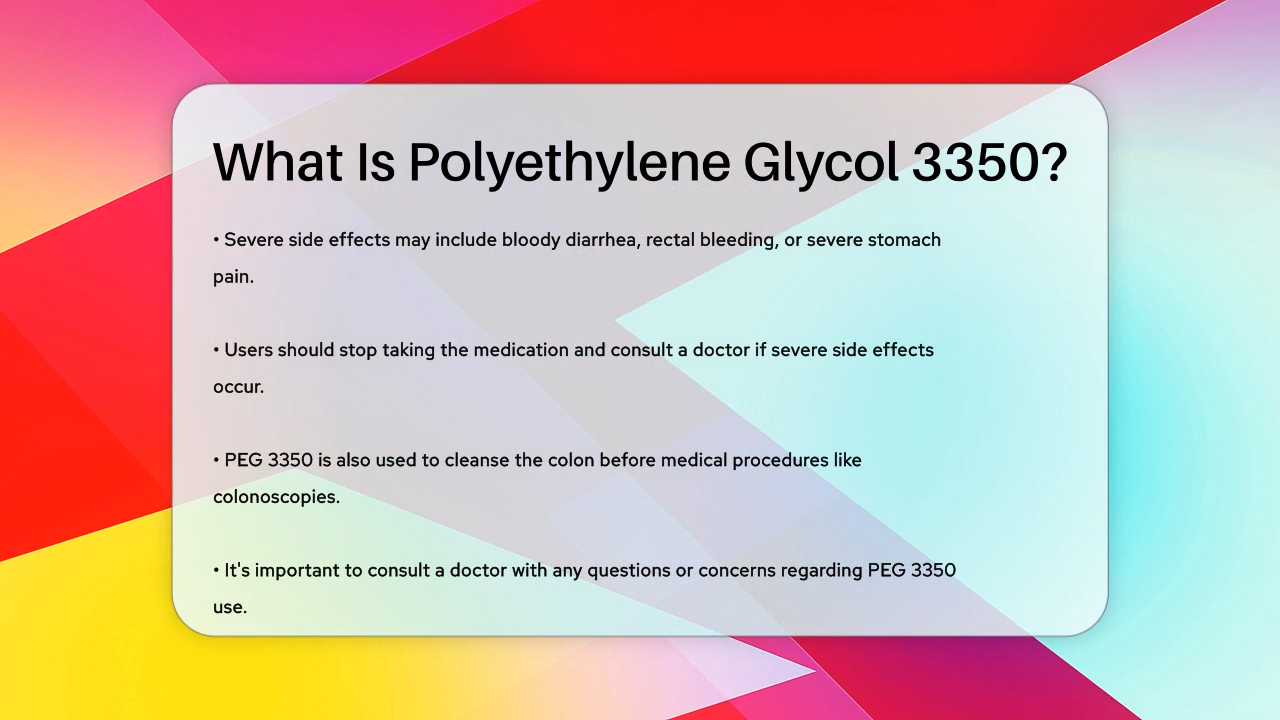 What Is Polyethylene Glycol 3350?
• Severe side effects may include bloody diarrhea, rectal bleeding, or severe stomach
pain.
• Users should stop taking the medication and consult a doctor if severe side effects
occur.
• PEG 3350 is also used to cleanse the colon before medical procedures like
colonoscopies.
• It's important to consult a doctor with any questions or concerns regarding PEG 3350
use.